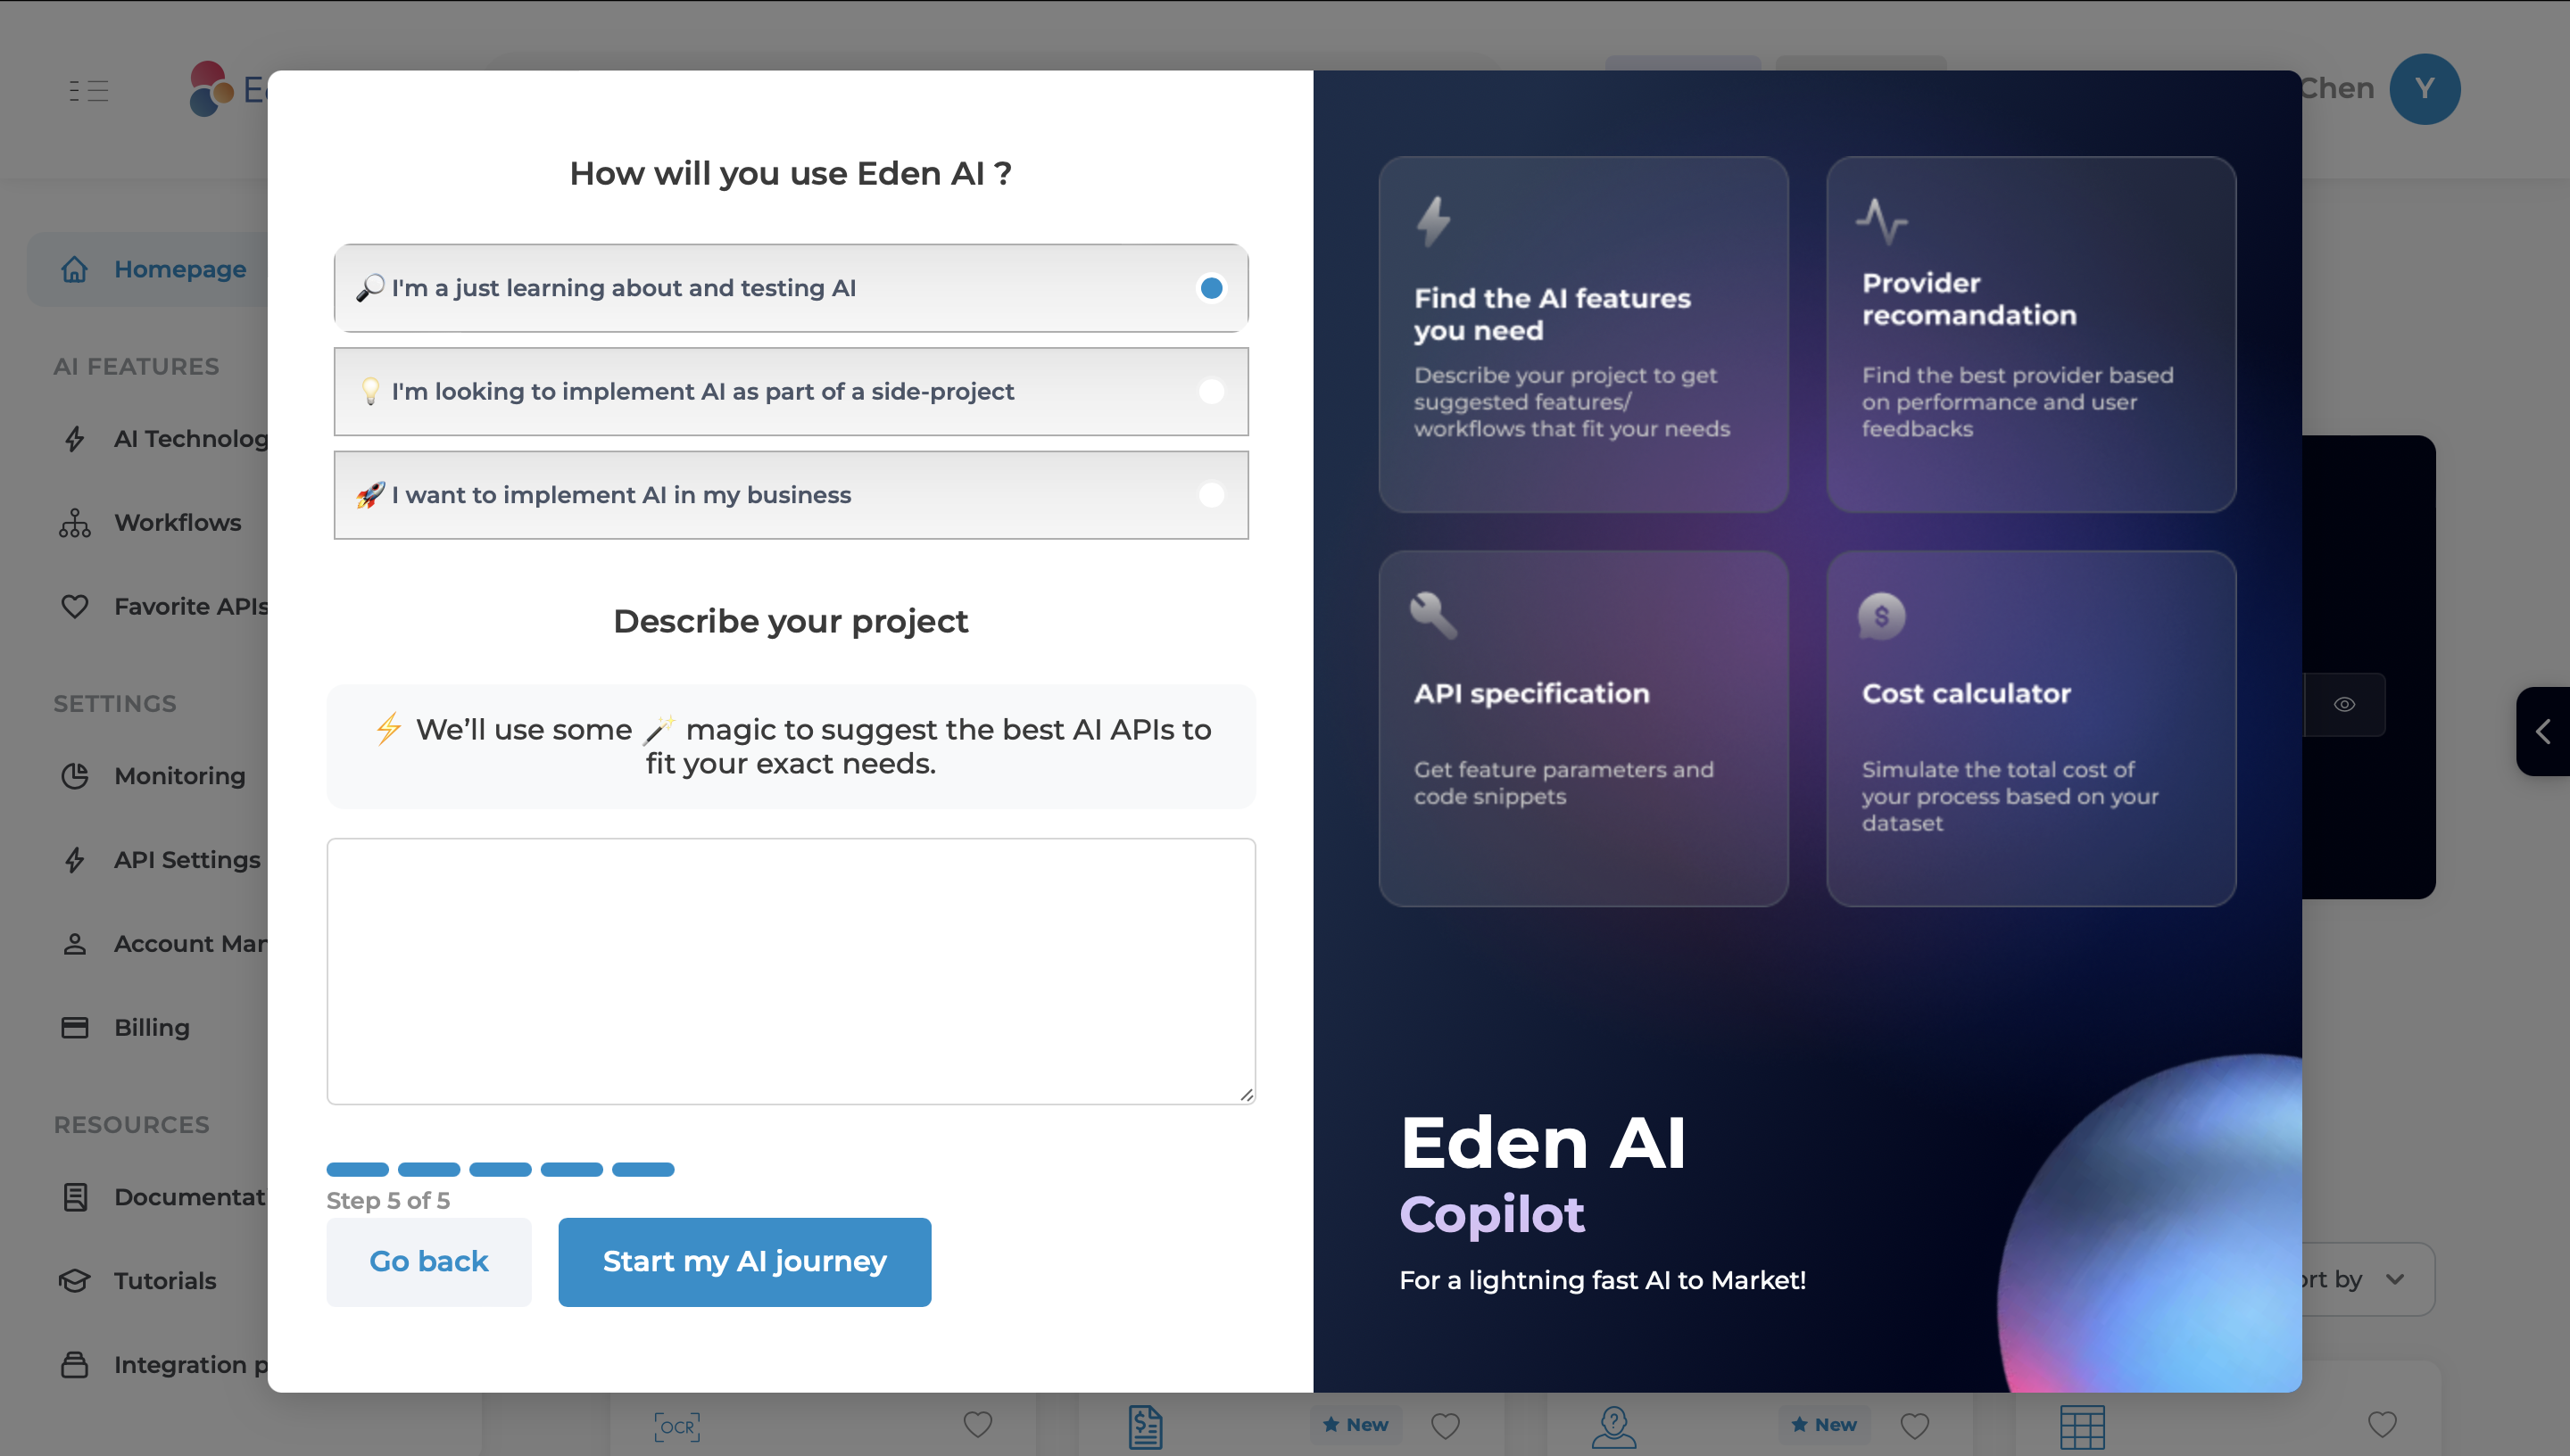 Chen
Y
Homepage
AI FEATURES
AI Technolog
Workflows
Favorite APIs
SETTINGS
Monitoring
API Settings
Account Man
Billing
RESOURCES
Documentat
Tutorials
Integration p
How will you use Eden AI ?
I'm a just learning about and testing AI
I'm looking to implement AI as part of a side-project
I want to implement AI in my business
Describe your project
We’ll use some magic to suggest the best AI APIs to
fit your exact needs.
Step 5 of 5
Go back
Start my AI journey
Find the AI features
you need
Describe your project to get
suggested features/
workflows that fit your needs
Provider
recomandation
Find the best provider based
on performance and user
feedbacks
API specification
Get feature parameters and
code snippets
Cost calculator
Simulate the total cost of
your process based on your
dataset
Eden AI
Copilot
For a lightning fast AI to Market!
ort by
OCR
New
New